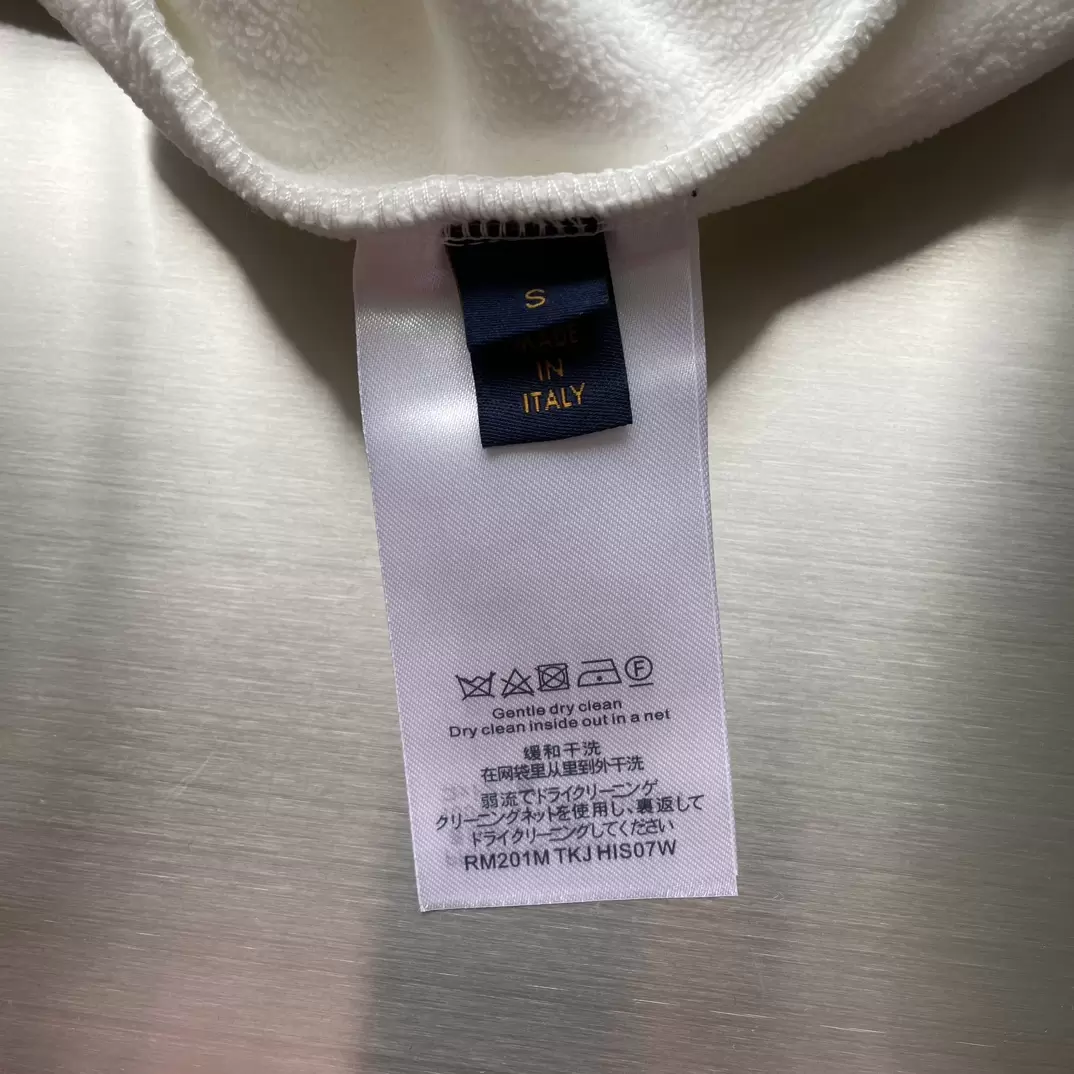 S
MADE
IN
ITALY
F
Gentle dry clean
Dry clean inside out in a net
缓和干洗
在网袋里从里到外干洗
弱流でドライクリーニング
クリーニングネットを使用し、裏返して
ドライクリーニングしてください
RM201M TKJ HIS07W